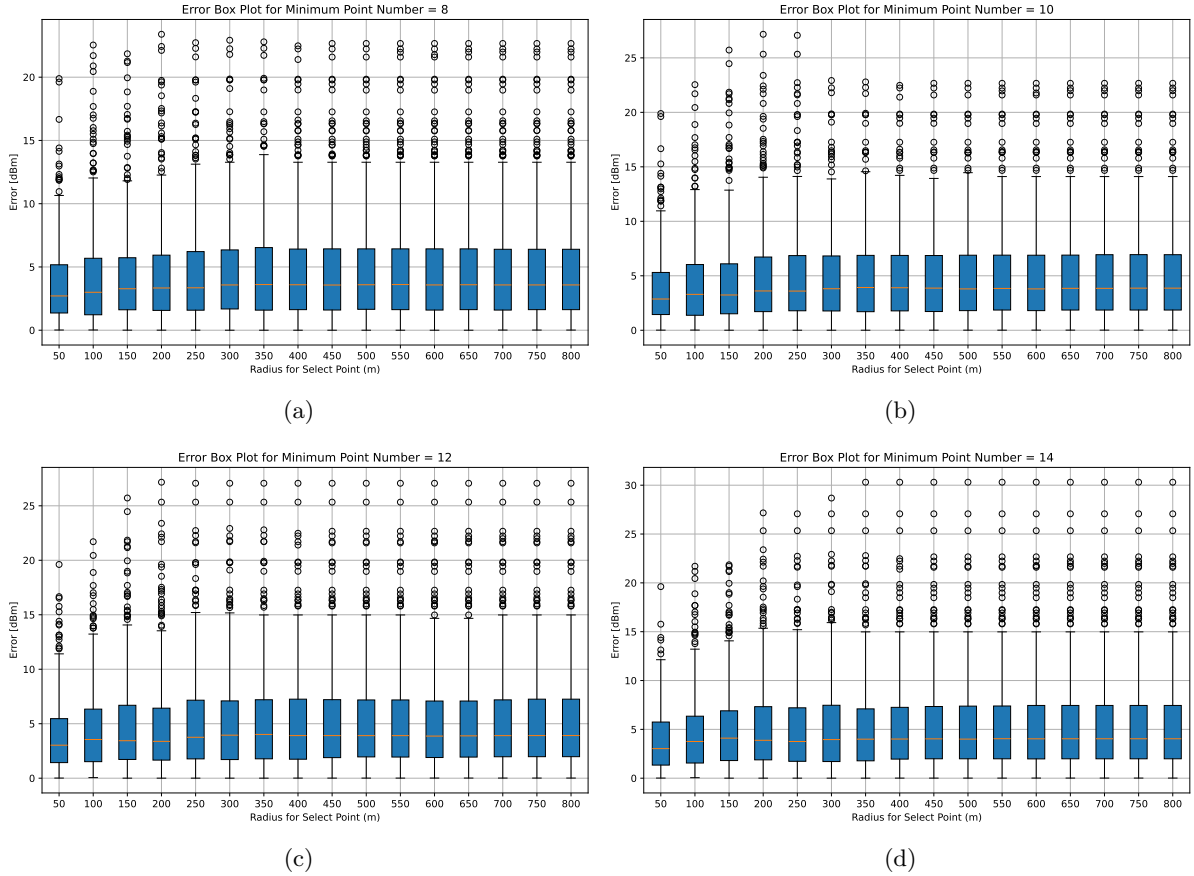 Error Box Plot for Minimum Point Number = 8
20
15
10
5
0
Error [dBm]
50 100 150 200 250 300 350 400 450 500 550 600 650 700 750 800
Radius for Select Point (m)
(a)
Error Box Plot for Minimum Point Number = 10
25
20
15
10
5
0
Error [dBm]
50 100 150 200 250 300 350 400 450 500 550 600 650 700 750 800
Radius for Select Point (m)
(b)
Error Box Plot for Minimum Point Number = 12
25
20
15
10
5
0
Error [dBm]
50 100 150 200 250 300 350 400 450 500 550 600 650 700 750 800
Radius for Select Point (m)
(c)
Error Box Plot for Minimum Point Number = 14
30
25
20
15
10
5
0
Error [dBm]
50 100 150 200 250 300 350 400 450 500 550 600 650 700 750 800
Radius for Select Point (m)
(d)